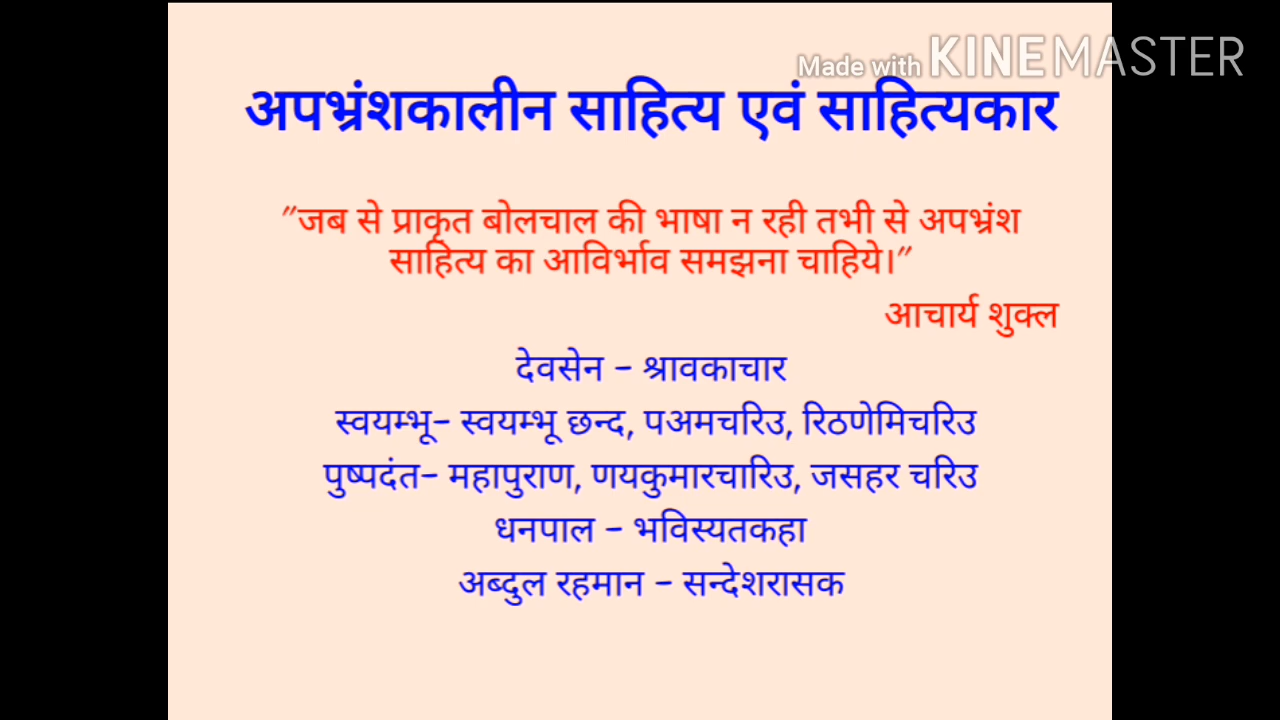 Made with KINEMASTER
अपभ्रंशकालीन साहित्य एवं साहित्यकार
"जब से प्राकृत बोलचाल की भाषा न रही तभी से अपभ्रंश
साहित्य का आविर्भाव समझना चाहिये।"
आचार्य शुक्ल
देवसेन - श्रावकाचार
स्वयम्भू- स्वयम्भू छन्द, पअमचरिउ, रिठणेमिचरिउ
पुष्पदंत- महापुराण, णयकुमारचारिउ, जसहर चरिउ
धनपाल - भविस्यतकहा
अब्दुल रहमान - सन्देशरासक